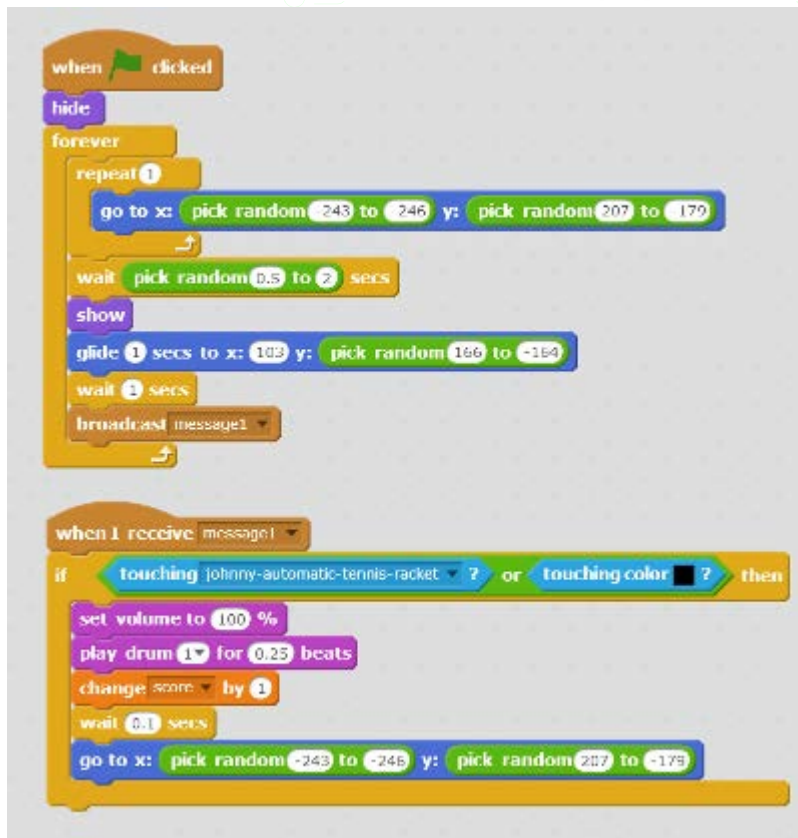 when clicked
hide
forever
repeat 1
go to x: pick random -243 to -246 y: pick random 207 to -179
wait pick random 0.5 to 2 secs
show
glide 1 secs to x: 103 y: pick random 166 to -164
wait 1 secs
broadcast message1
when I receive message1
if touching johnny-automatic-tennis-racket ? or touching color ? then
set volume to 100 %
play drum 1 for 0.25 beats
change score by 1
wait 0.1 secs
go to x: pick random -243 to -246 y: pick random 207 to -179